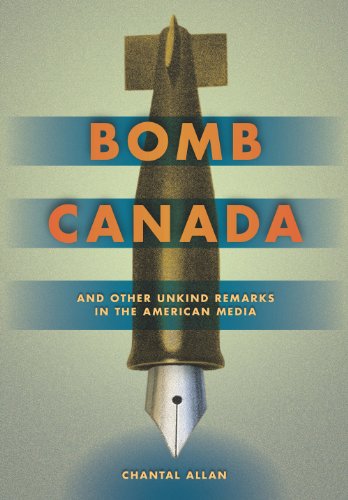 BOMB
CANADA
AND OTHER UNKIND REMARKS
IN THE AMERICAN MEDIA
CHANTAL ALLAN